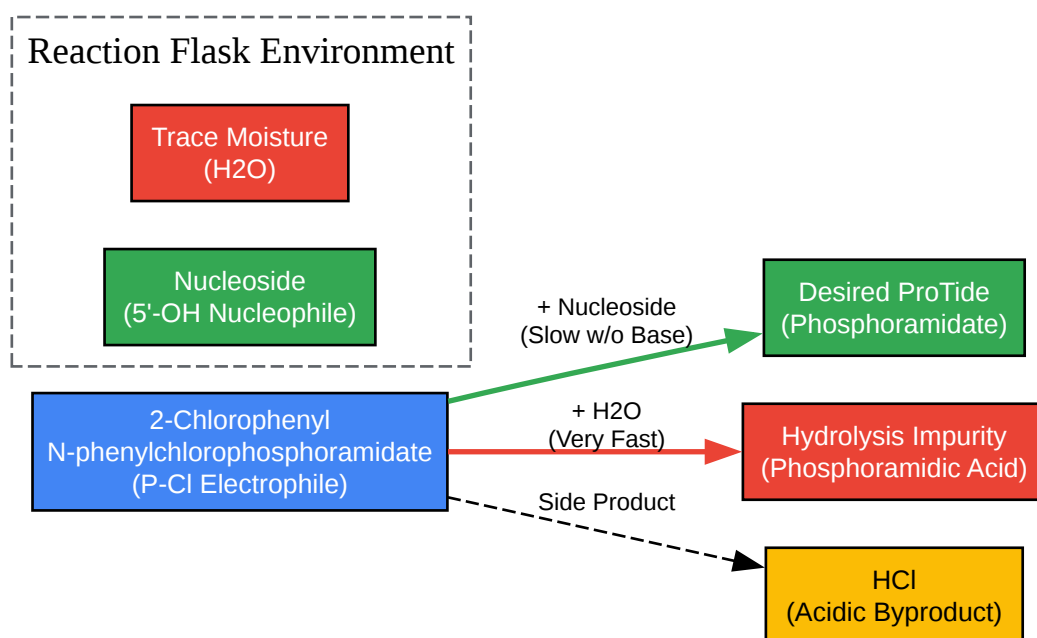 Reaction Flask Environment
Trace Moisture
(H2O)
Nucleoside
(5'-OH Nucleophile)
+ Nucleoside
(Slow w/o Base)
Desired ProTide
(Phosphoramidate)
2-Chlorophenyl
N-phenylchlorophosphoramidate
(P-Cl Electrophile)
+ H2O
(Very Fast)
Hydrolysis Impurity
(Phosphoramidic Acid)
Side Product
HCl
(Acidic Byproduct)